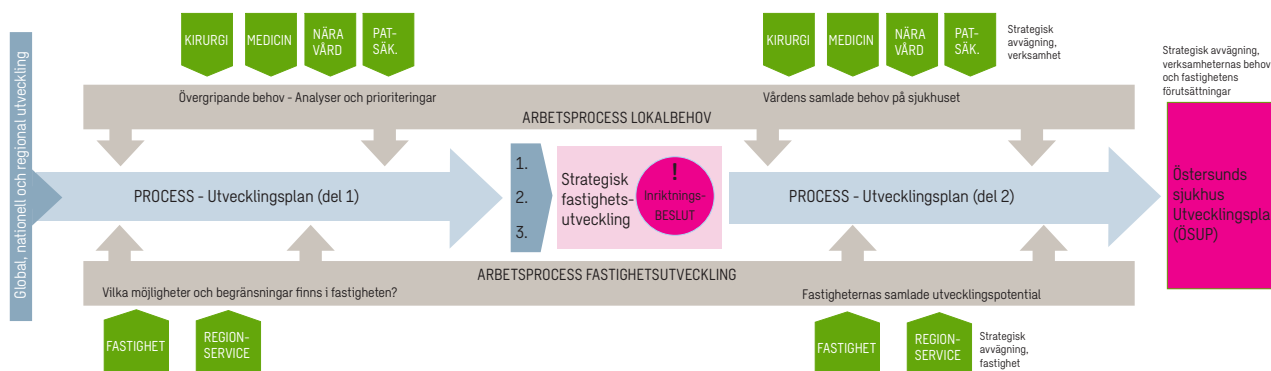 Global, nationell och regional utveckling
KIRURGI
MEDICIN
NÄRA
VÅRD
PAT-
SÄK.
KIRURGI
MEDICIN
NÄRA
VÅRD
PAT-
SÄK.
Strategisk
avvägning,
verksamhet
Strategisk avvägning,
verksamheternas behov
och fastighetens
förutsättningar
Övergripande behov - Analyser och prioriteringar
Vårdens samlade behov på sjukhuset
ARBETSPROCESS LOKALBEHOV
PROCESS - Utvecklingsplan (del 1)
1.
2.
3.
Strategisk
fastighets-
utveckling
!
Inriktnings-
BESLUT
PROCESS - Utvecklingsplan (del 2)
Östersunds
sjukhus
Utvecklingspla
(ÖSUP)
ARBETSPROCESS FASTIGHETSUTVECKLING
Vilka möjligheter och begränsningar finns i fastigheten?
Fastigheternas samlade utvecklingspotential
FASTIGHET
REGION-
SERVICE
FASTIGHET
REGION-
SERVICE
Strategisk
avvägning,
fastighet